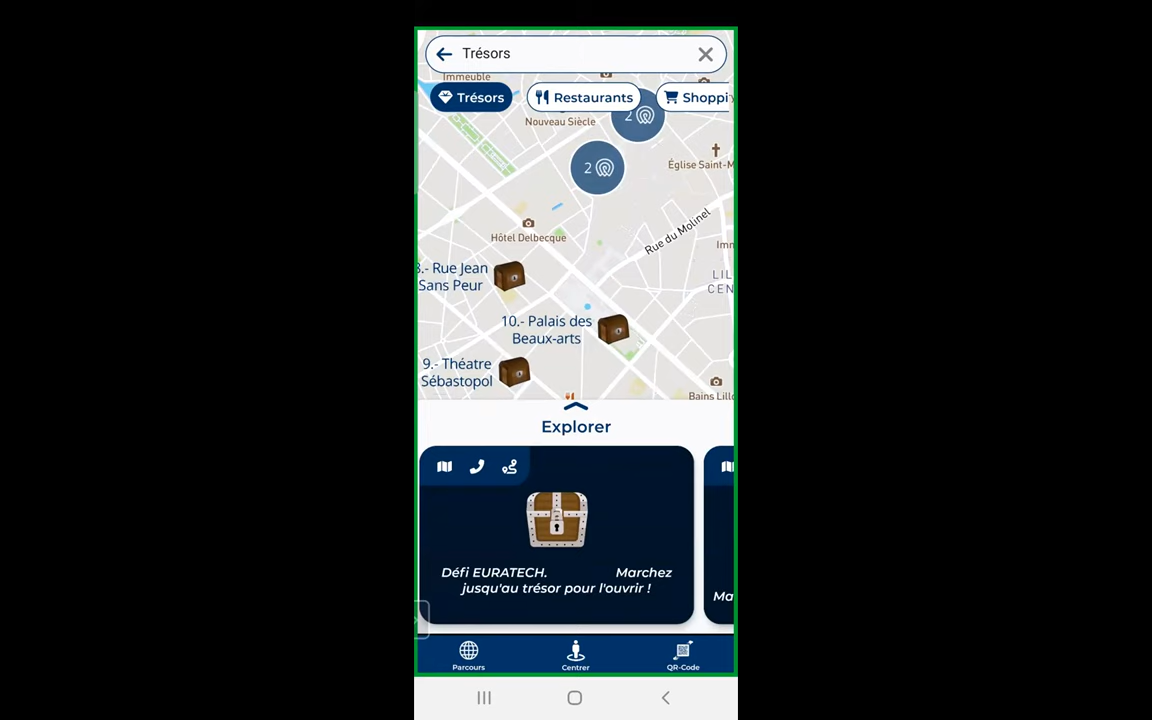 Trésors
Immeuble
Trésors
Restaurants
Nouveau Siècle
2
2
Église Saint-M
Rue du Molinel
Hôtel Delbecque
- Rue Jean
Sans Peur
LIL
CEN
10.- Palais des
Beaux-arts
9.- Théatre
Sébastopol
Bains Lill
Explorer
Défi EURATECH. Marchez
jusqu'au trésor pour l'ouvrir !
Ma
Parcours
Centrer
QR-Code